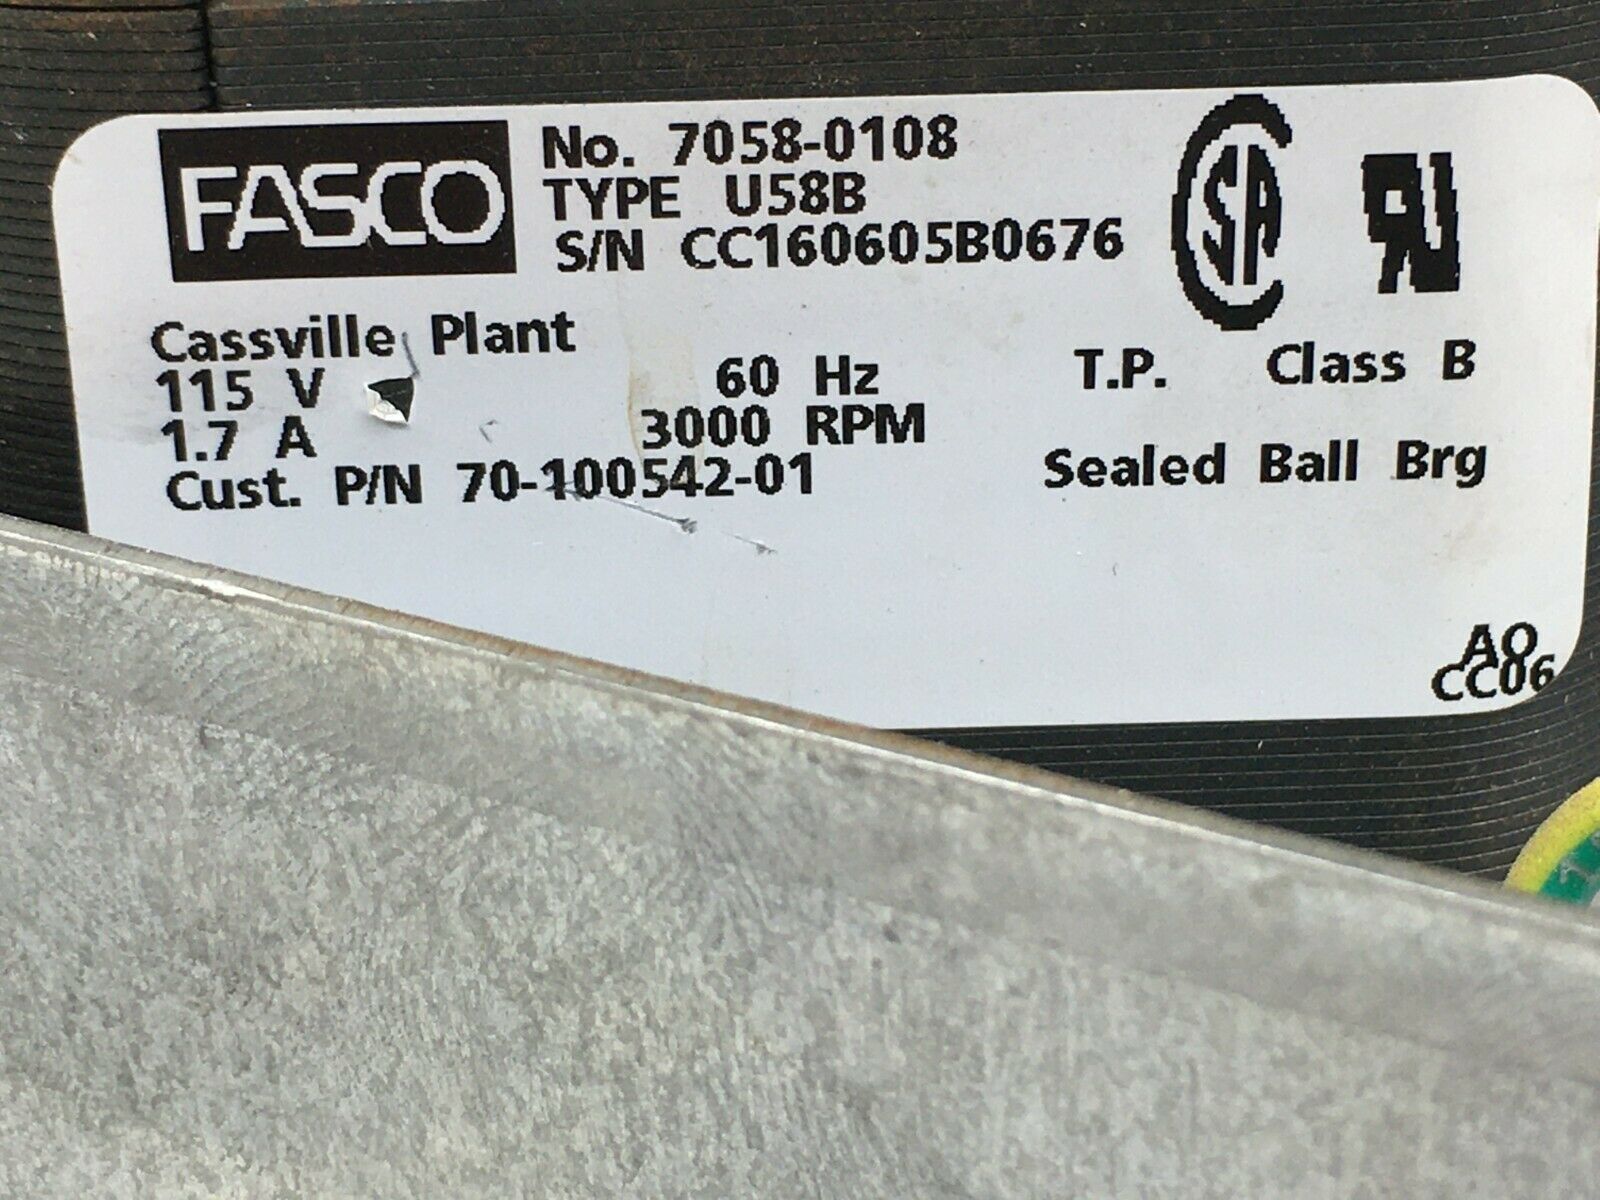 FASCO
No. 7058-0108
TYPE U58B
S/N CC160605B0676
Cassville Plant
115 V 60 Hz T.P. Class B
1.7 A 3000 RPM
Cust. P/N 70-100542-01 Sealed Ball Brg
AO
CC06